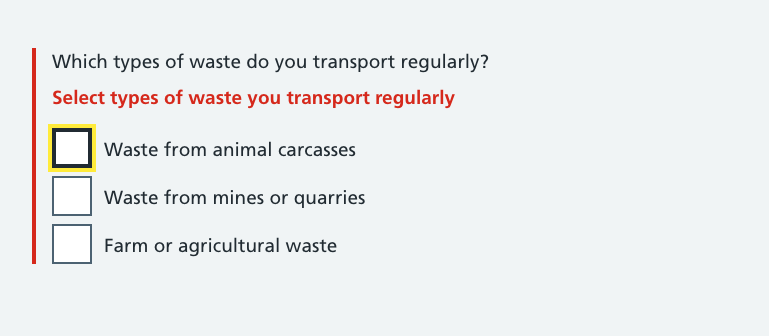 Which types of waste do you transport regularly?
Select types of waste you transport regularly
Waste from animal carcasses
Waste from mines or quarries
Farm or agricultural waste